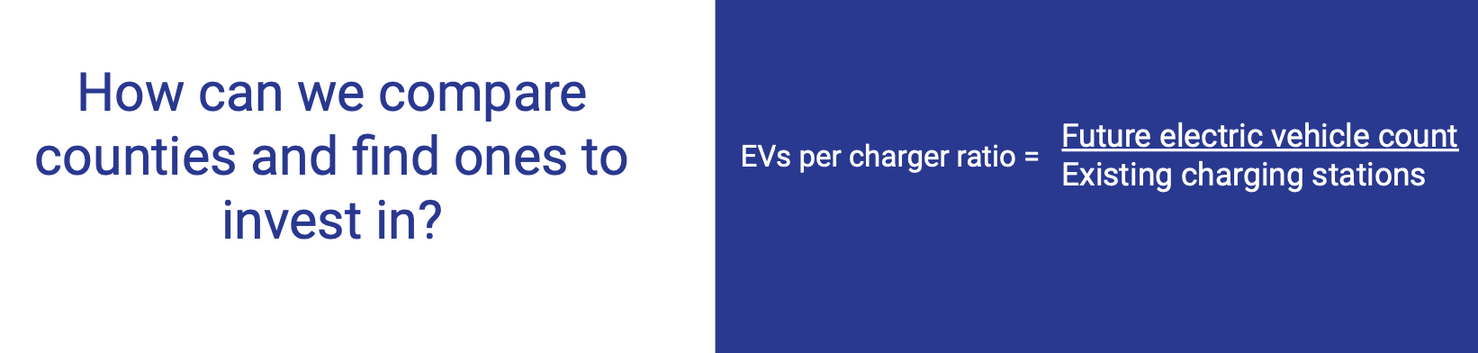 How can we compare
counties and find ones to
invest in?
EVs per charger ratio =
Future electric vehicle count
Existing charging stations